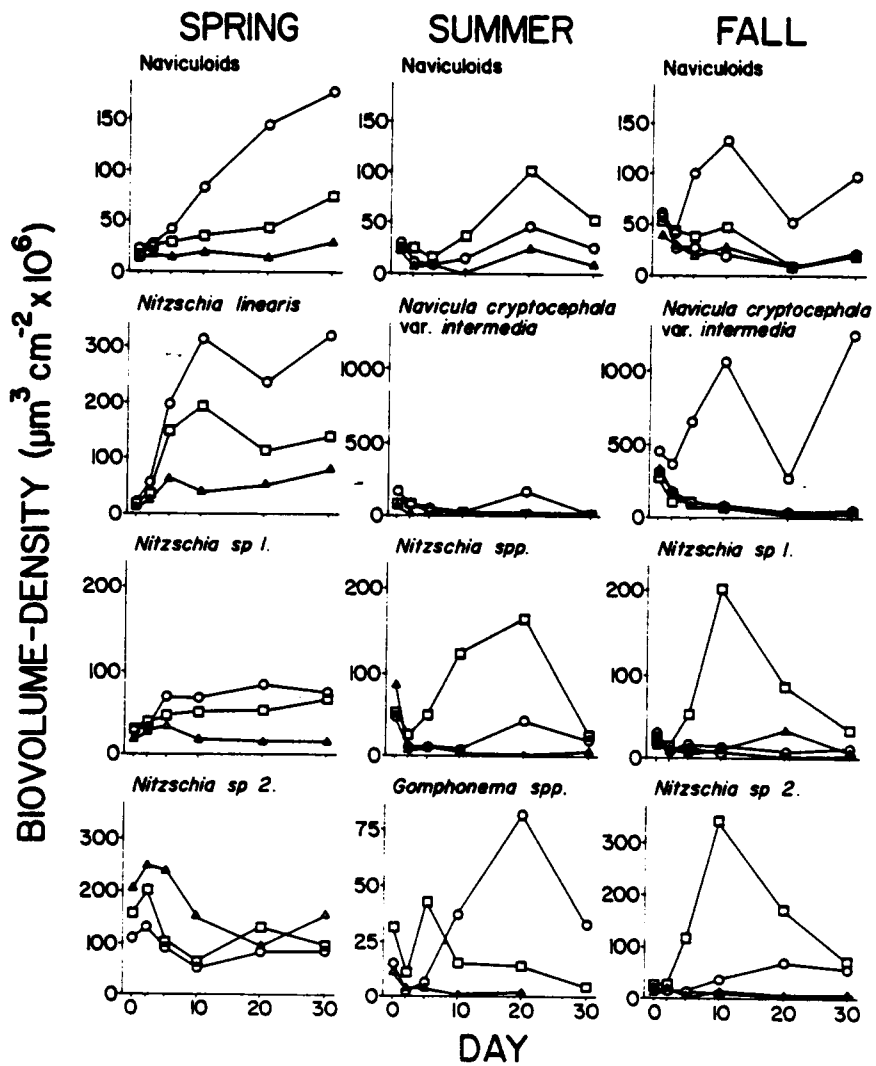 SPRING SUMMER FALL
Naviculoids Naviculoids Naviculoids
150 150 150
100 100 100
50 50 50
0 0 0
Nitzschia linearis Navicula cryptocephala var. intermedia Navicula cryptocephala var. intermedia
300 1000 1000
200 500 500
100
0 0 0
Nitzschia sp 1. Nitzschia spp. Nitzschia sp 1.
200 200 200
100 100 100
0 0 0
Nitzschia sp 2. Gomphonema spp. Nitzschia sp 2.
300 75 300
200 50 200
100 25 100
0 0 0
0 10 20 30 0 10 20 30 0 10 20 30
DAY
BIOVOLUME-DENSITY (µm³ cm⁻² x 10⁶)